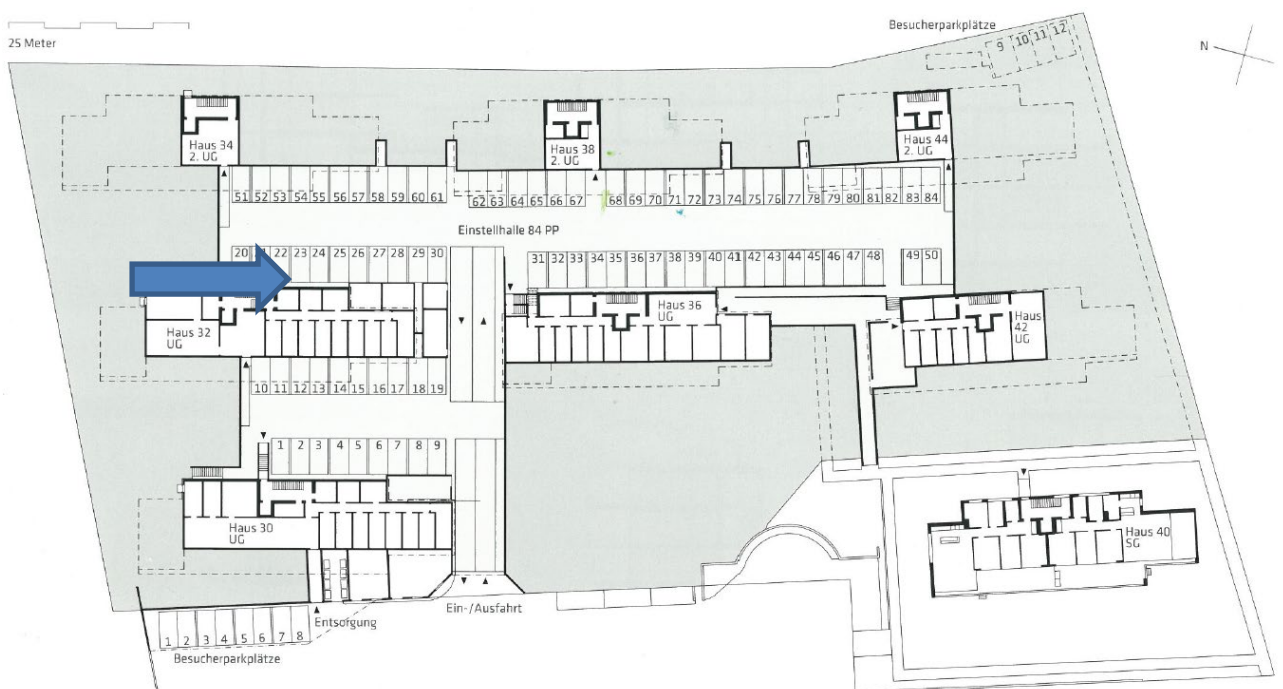 Besucherparkplätze
9 10 11 12
25 Meter
N
Haus 34
2. UG
Haus 38
2. UG
Haus 44
2. UG
51 52 53 54 55 56 57 58 59 60 61
62 63 64 65 66 67
68 69 70 71 72 73 74 75 76 77 78 79 80 81 82 83 84
Einstellhalle 84 PP
20 21 22 23 24 25 26 27 28 29 30
31 32 33 34 35 36 37 38 39 40 41 42 43 44 45 46 47 48
49 50
Haus 32
UG
Haus 36
UG
Haus
42
UG
10 11 12 13 14 15 16 17 18 19
1 2 3 4 5 6 7 8 9
Haus 30
UG
Haus 40
SG
Ein-/Ausfahrt
Entsorgung
1 2 3 4 5 6 7 8
Besucherparkplätze